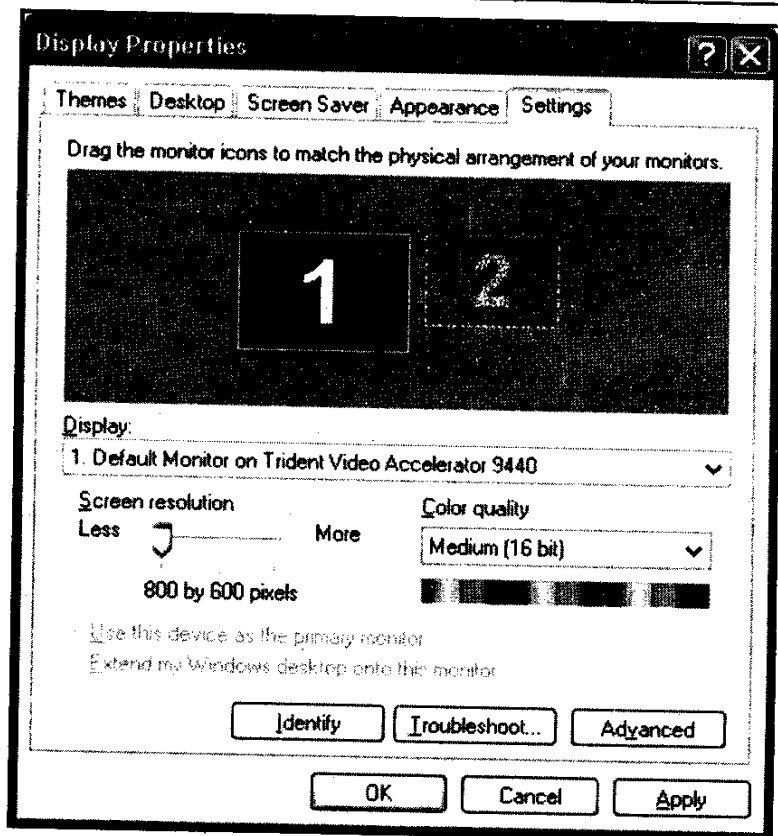 Display Properties
Themes Desktop Screen Saver Appearance Settings
Drag the monitor icons to match the physical arrangement of your monitors.
1 2
Display:
1. Default Monitor on Trident Video Accelerator 9440
Screen resolution Color quality
Less More Medium (16 bit)
800 by 600 pixels
Use this device as the primary monitor
Extend my Windows desktop onto this monitor
Identify Troubleshoot... Advanced
OK Cancel Apply